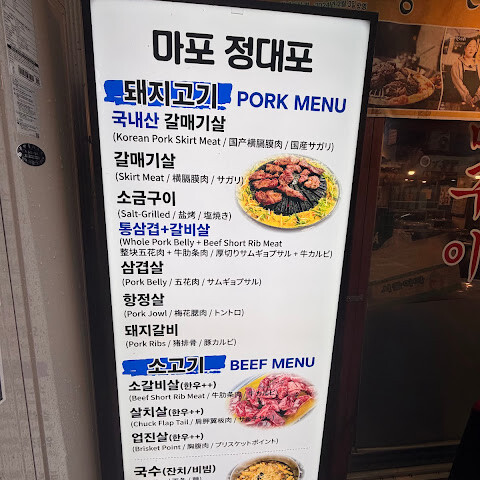 마포 정대포
돼지고기 PORK MENU
국내산 갈매기살
(Korean Pork Skirt Meat / 国产横膈膜肉 / 国産サガリ)
갈매기살
(Skirt Meat / 横膈膜肉 / サガリ)
소금구이
(Salt-Grilled / 盐烤 / 塩焼き)
통삼겹+갈비살
(Whole Pork Belly + Beef Short Rib Meat
整块五花肉 + 牛肋条肉 / 厚切りサムギョプサル + 牛カルビ)
삼겹살
(Pork Belly / 五花肉 / サムギョプサル)
항정살
(Pork Jowl / 梅花腮肉 / トントロ)
돼지갈비
(Pork Ribs / 猪排骨 / 豚カルビ)
소고기 BEEF MENU
소갈비살(한우++)
(Beef Short Rib Meat / 牛肋条肉
살치살(한우++)
(Chuck Flap Tail / 肩胛翼板肉 /
업진살(한우++)
(Brisket Point / 胸腹肉 / ブリスケットポイント)
국수(잔치/비빔)